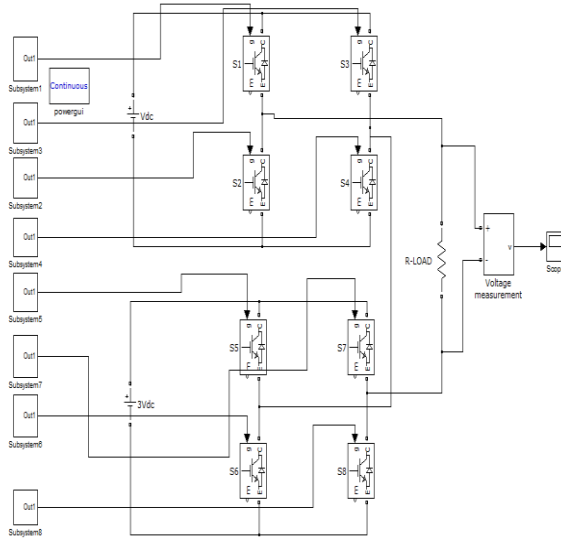 Out1
Subsystem1
Continuous
powergui
Out1
Subsystem3
Out1
Subsystem2
Out1
Subsystem4
Out1
Subsystem5
Out1
Subsystem7
Out1
Subsystem6
Out1
Subsystem8
+
Vdc
+
3Vdc
S1
g
C
E
E
S3
g
C
E
E
S2
g
C
E
E
S4
g
C
E
E
S5
g
C
E
E
S7
g
C
E
E
S6
g
C
E
E
S8
g
C
E
E
R-LOAD
+
-
v
Voltage
measurement
Scop